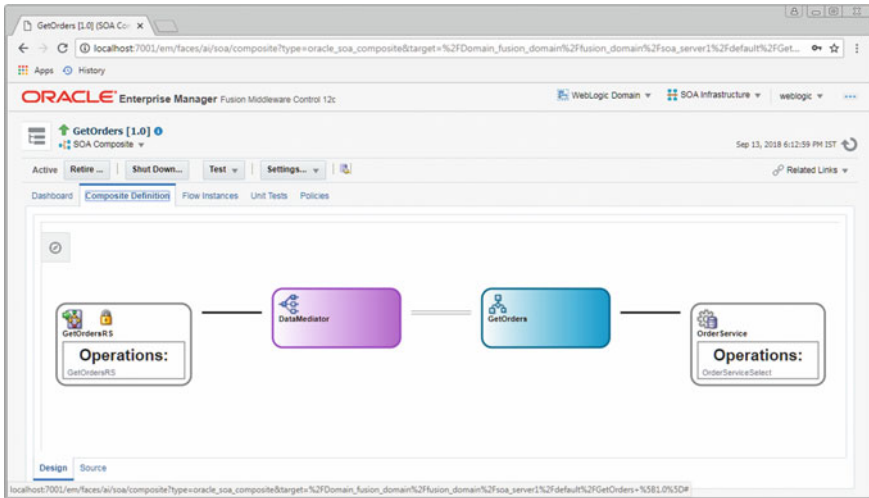 GetOrders [1.0] (SOA Con
localhost:7001/em/faces/ai/soa/composite?type=oracle_soa_composite&target=%2FDomain_fusion_domain%2Ffusion_domain%2Fsoa_server1%2Fdefault%2FGet...
Apps History
ORACLE Enterprise Manager Fusion Middleware Control 12c WebLogic Domain SOA Infrastructure weblogic
GetOrders [1.0]
SOA Composite Sep 13, 2018 6:12:59 PM IST
Active Retire ... Shut Down... Test Settings... Related Links
Dashboard Composite Definition Flow Instances Unit Tests Policies
DataMediator
GetOrders
GetOrdersRS
Operations:
GetOrdersRS
OrderService
Operations:
OrderServiceSelect
Design Source
localhost:7001/em/faces/ai/soa/composite?type=oracle_soa_composite&target=%2FDomain_fusion_domain%2Ffusion_domain%2Fsoa_server1%2Fdefault%2FGetOrders+%5B1.0%5D#